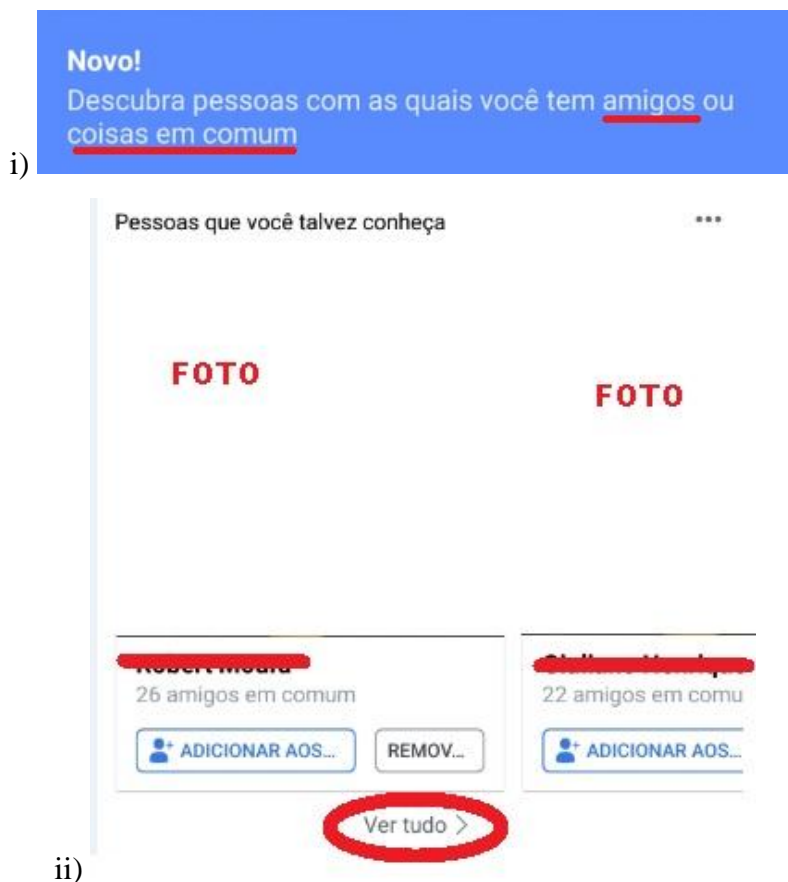 Novo!
Descubra pessoas com as quais você tem amigos ou
coisas em comum
i)
Pessoas que você talvez conheça
FOTO
FOTO
26 amigos em comum
22 amigos em comu
ADICIONAR AOS...
REMOV...
ADICIONAR AOS...
Ver tudo >
ii)